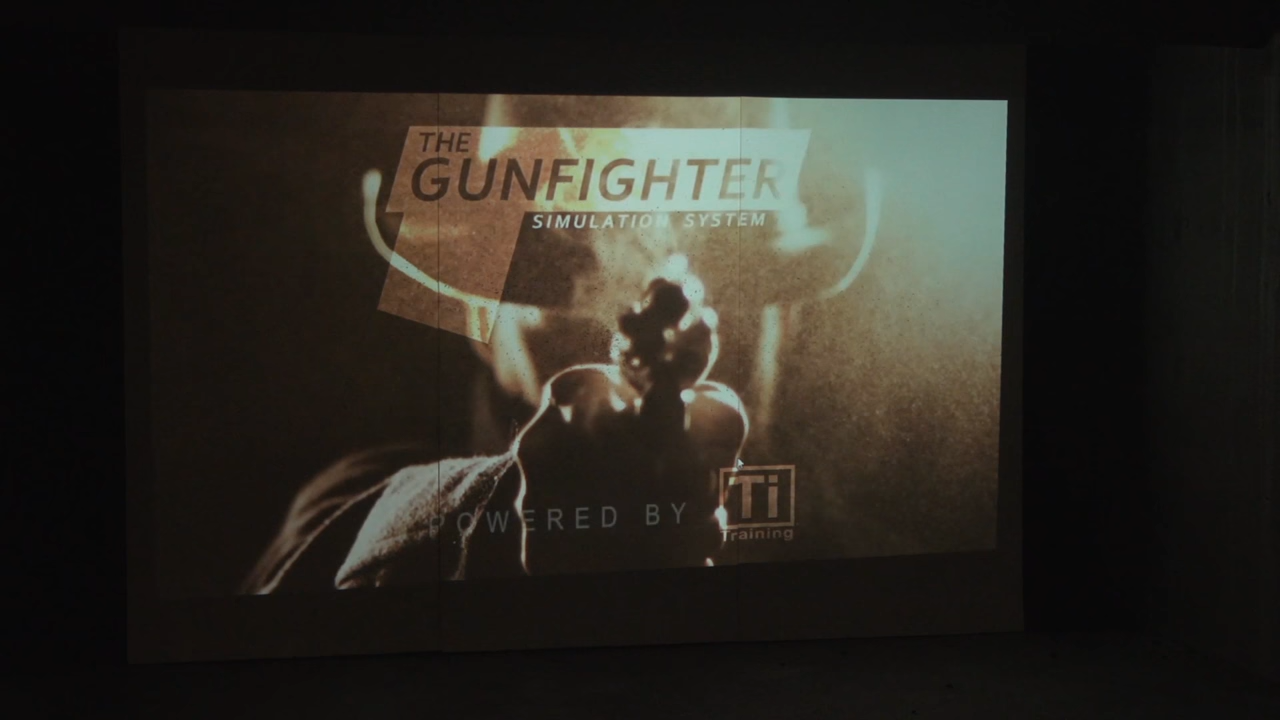 THE
GUNFIGHTER
SIMULATION SYSTEM
POWERED BY
Ti
Training